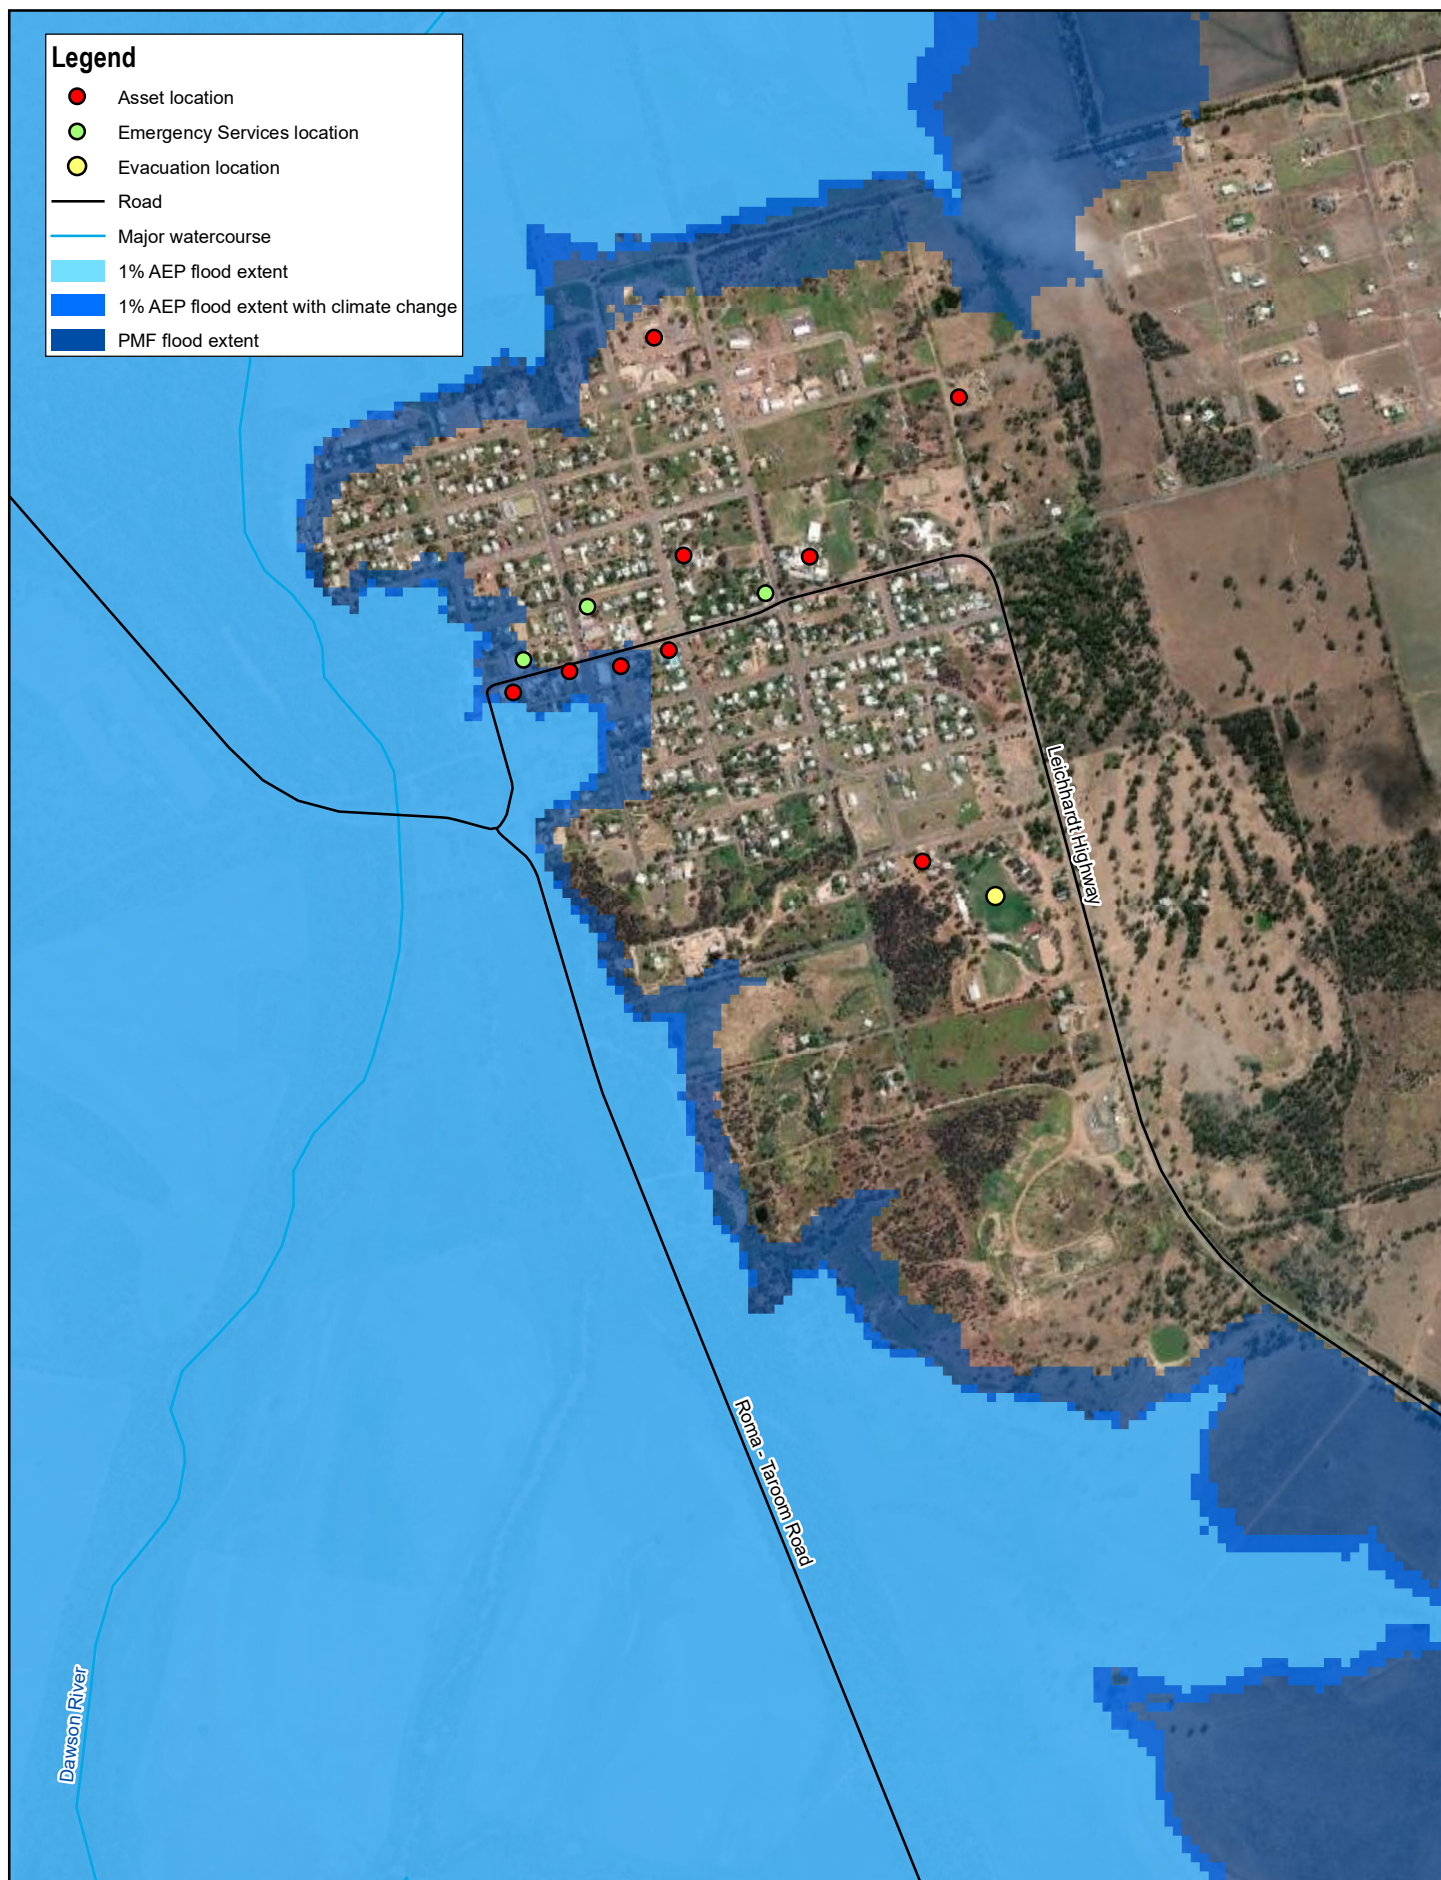 Legend
Asset location
Emergency Services location
Evacuation location
Road
Major watercourse
1% AEP flood extent
1% AEP flood extent with climate change
PMF flood extent
Leichhardt Highway
Roma - Taroom Road
Dawson River